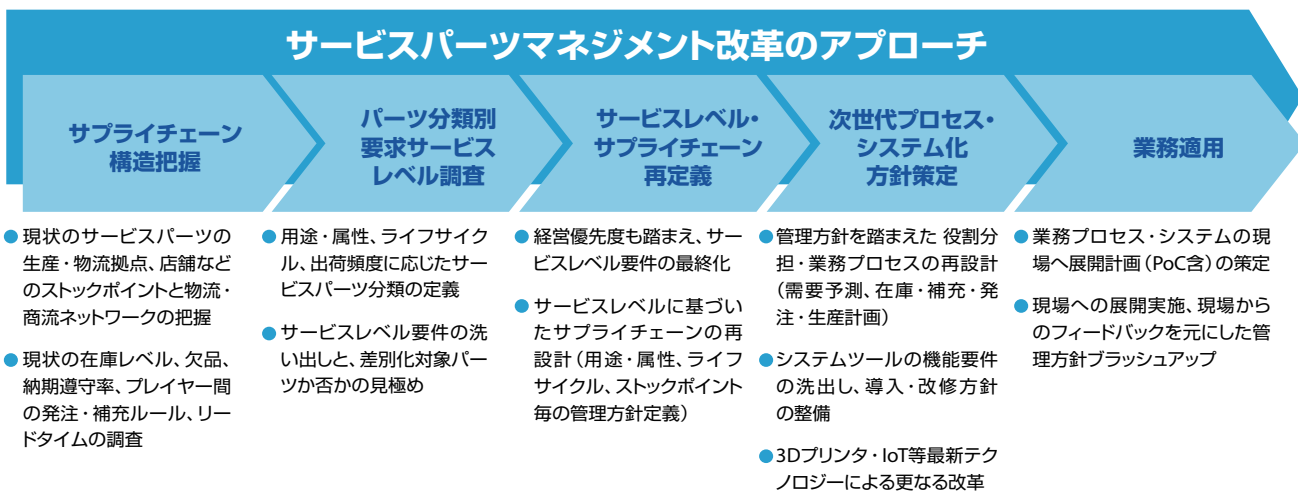 サービスパーツマネジメント改革のアプローチ
サプライチェーン
構造把握
パーツ分類別
要求サービス
レベル調査
サービスレベル・
サプライチェーン
再定義
次世代プロセス・
システム化
方針策定
業務適用
● 現状のサービスパーツの
生産・物流拠点、店舗など
のストックポイントと物流・
商流ネットワークの把握
● 現状の在庫レベル、欠品、
納期遵守率、プレイヤー間
の発注・補充ルール、リー
ドタイムの調査
● 用途・属性、ライフサイク
ル、出荷頻度に応じたサー
ビスパーツ分類の定義
● サービスレベル要件の洗
い出しと、差別化対象パー
ツか否かの見極め
● 経営優先度も踏まえ、サー
ビスレベル要件の最終化
● サービスレベルに基づい
たサプライチェーンの再
設計（用途・属性、ライフ
サイクル、ストックポイント
毎の管理方針定義）
● 管理方針を踏まえた 役割分
担・業務プロセスの再設計
（需要予測、在庫・補充・発
注・生産計画）
● システムツールの機能要件
の洗出し、導入・改修方針
の整備
● 3Dプリンタ・IoT等最新テク
ノロジーによる更なる改革
● 業務プロセス・システムの現
場へ展開計画（PoC含）の策定
● 現場への展開実施、現場から
のフィードバックを元にした管
理方針ブラッシュアップ